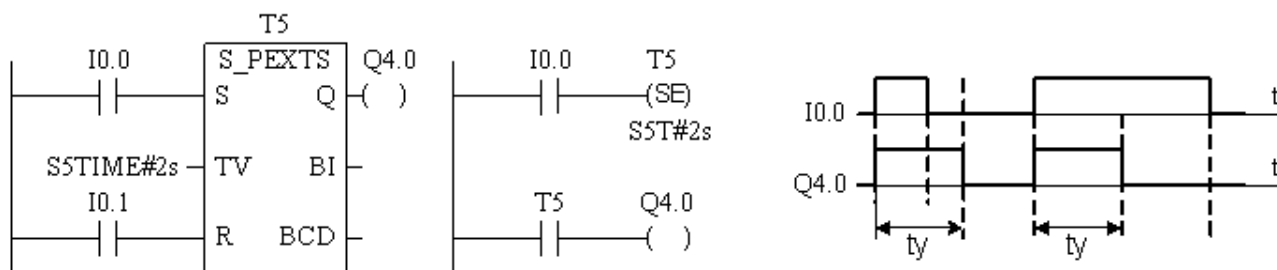 T5
I0.0
S_PEXTS
Q4.0
S
Q
( )
S5TIME#2s
TV
BI
I0.1
R
BCD
I0.0
T5
(SE)
S5T#2s
T5
Q4.0
( )
I0.0
t
Q4.0
t
ty
ty